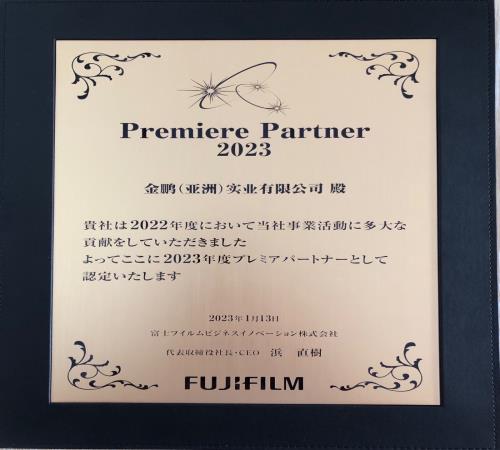 Premiere Partner
2023
金鹏(亚洲)实业有限公司 殿
貴社は2022年度において当社事業活動に多大な
貢献をしていただきました
よってここに2023年度プレミアパートナーとして
認定いたします
2023年1月13日
富士フイルムビジネスイノベーション株式会社
代表取締役社長・CEO 浜 直樹
FUJIFILM